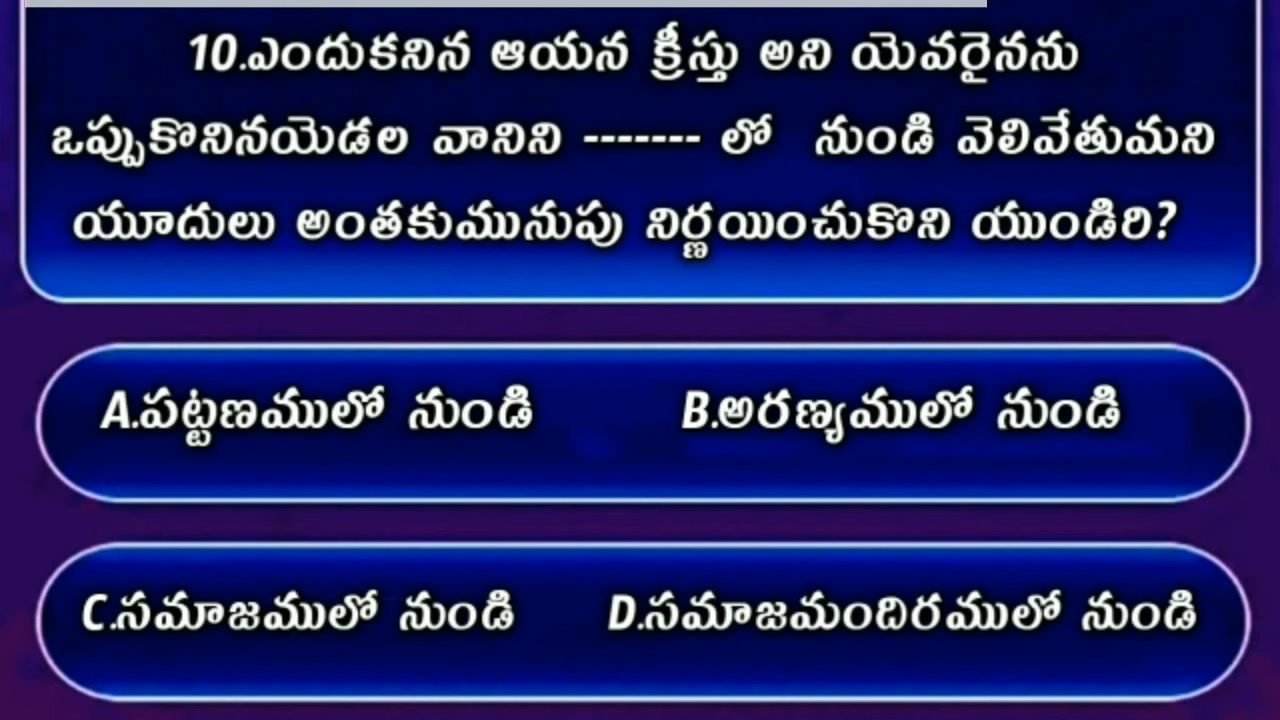 10.ఎందుకనిన ఆయన క్రీస్తు అని యెవరైనను
ఒప్పుకొనినయెడల వానిని ------- లో నుండి వెలివేతుమని
యూదులు అంతకుమునుపు నిర్ణయించుకొని యుండిరి?
A.పట్టణములో నుండి B.అరణ్యములో నుండి
C.సమాజములో నుండి D.సమాజమందిరములో నుండి